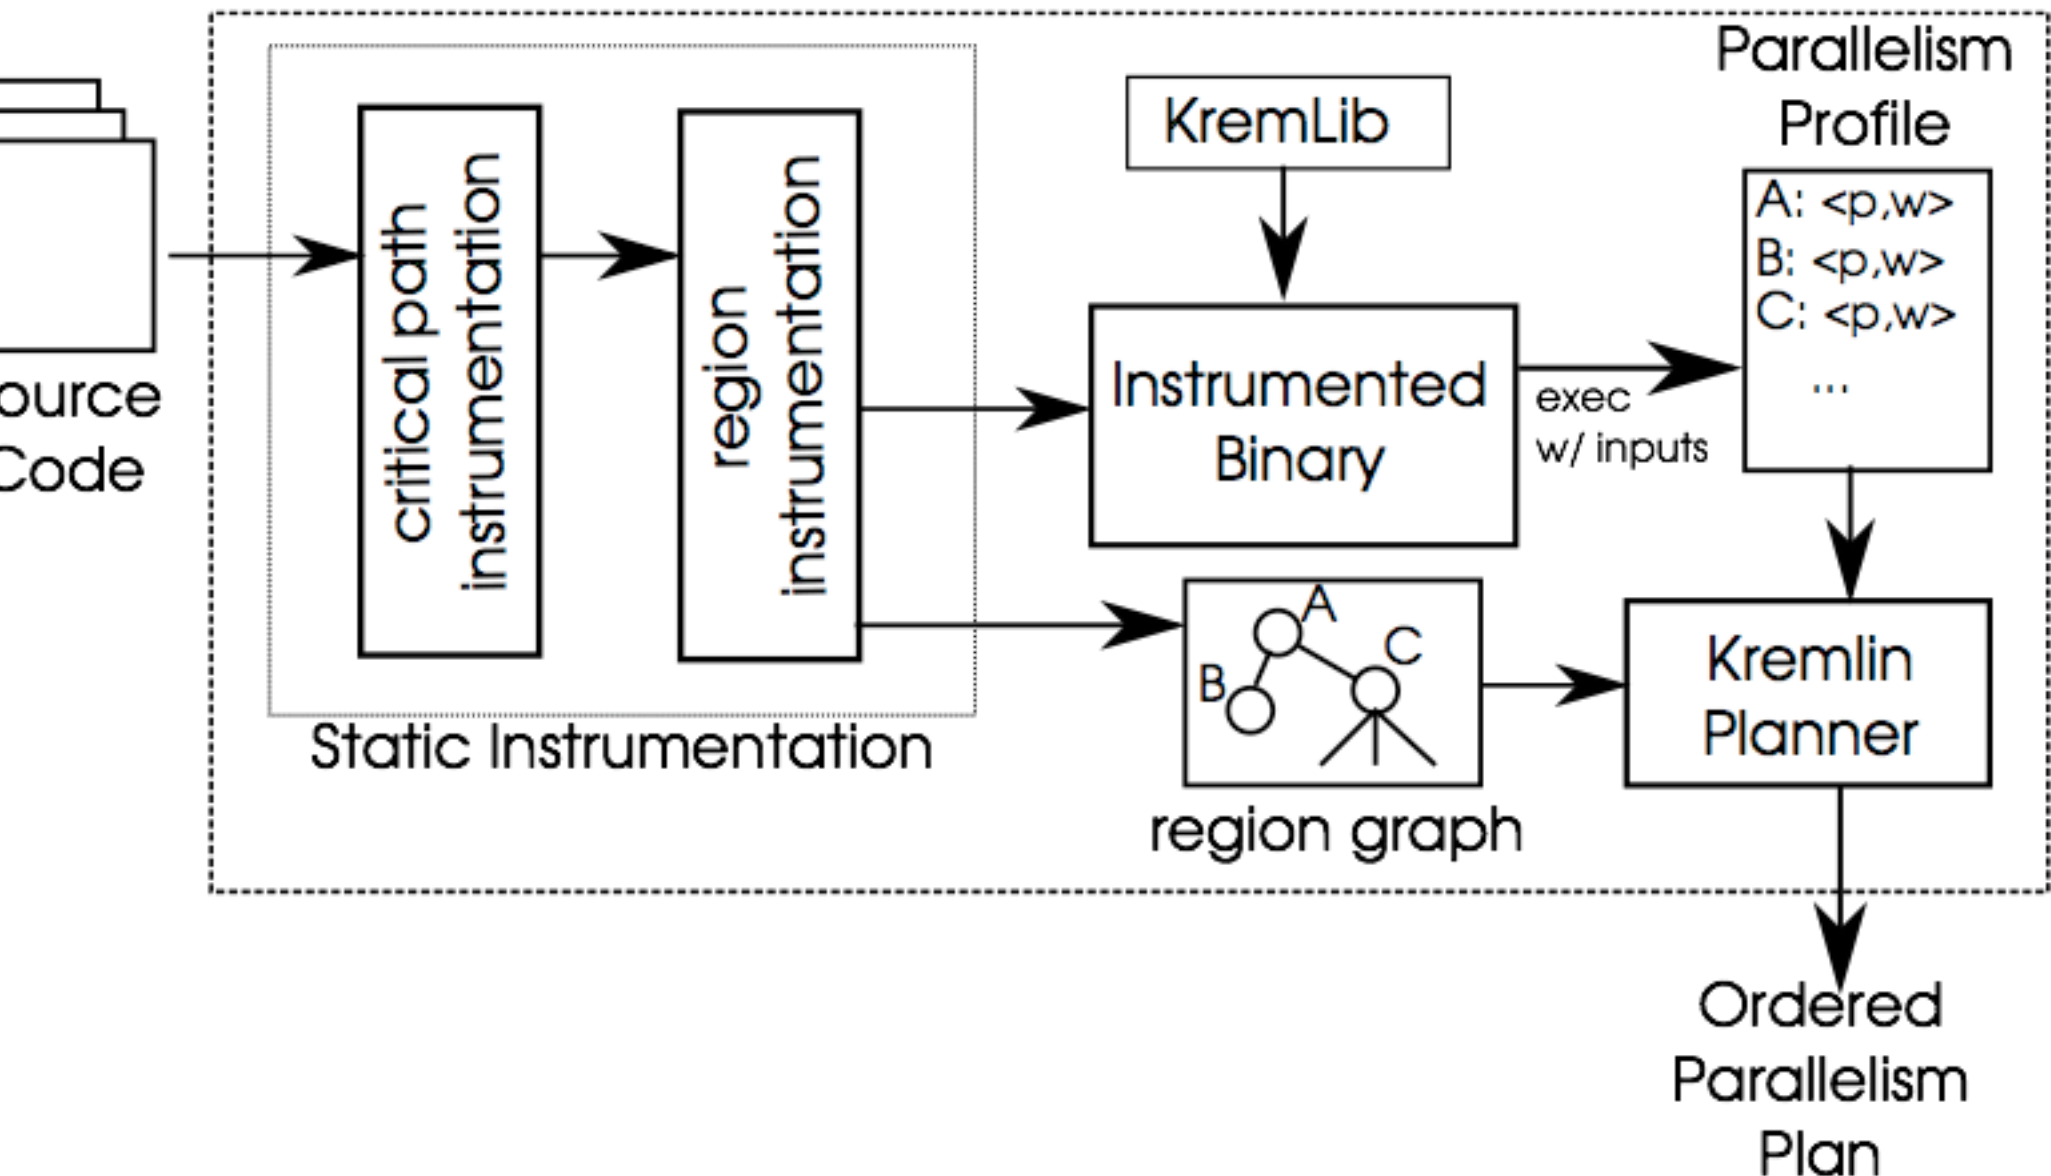 ource
Code
critical path
instrumentation
region
instrumentation
Static Instrumentation
KremLib
Instrumented
Binary
exec
w/ inputs
Parallelism
Profile
A: <p,w>
B: <p,w>
C: <p,w>
...
A
B
C
region graph
Kremlin
Planner
Ordered
Parallelism
Plan